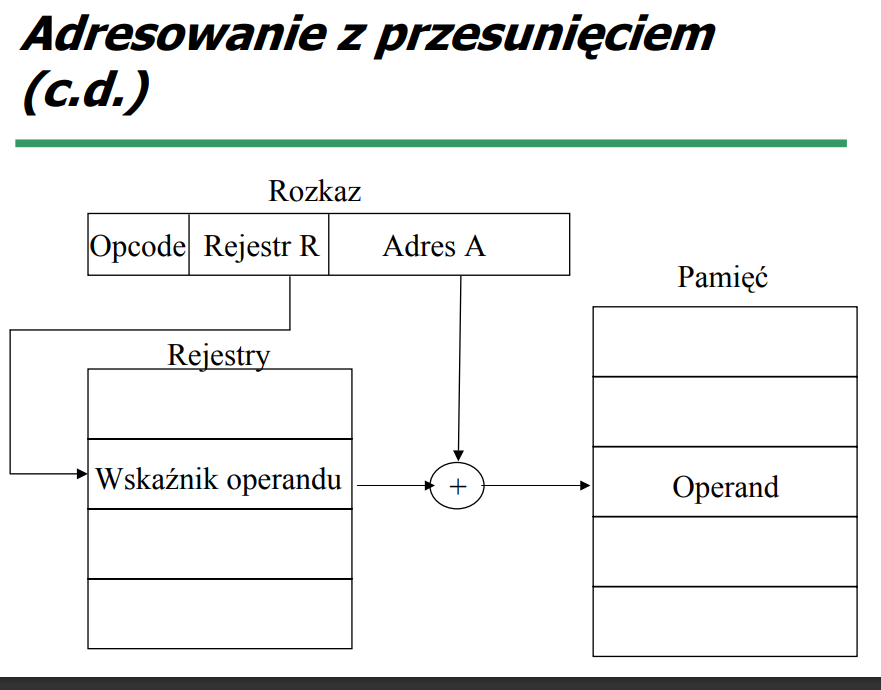 Adresowanie z przesunięciem
(c.d.)
Rozkaz
Opcode Rejestr R Adres A
Pamięć
Rejestry
Wskaźnik operandu + Operand